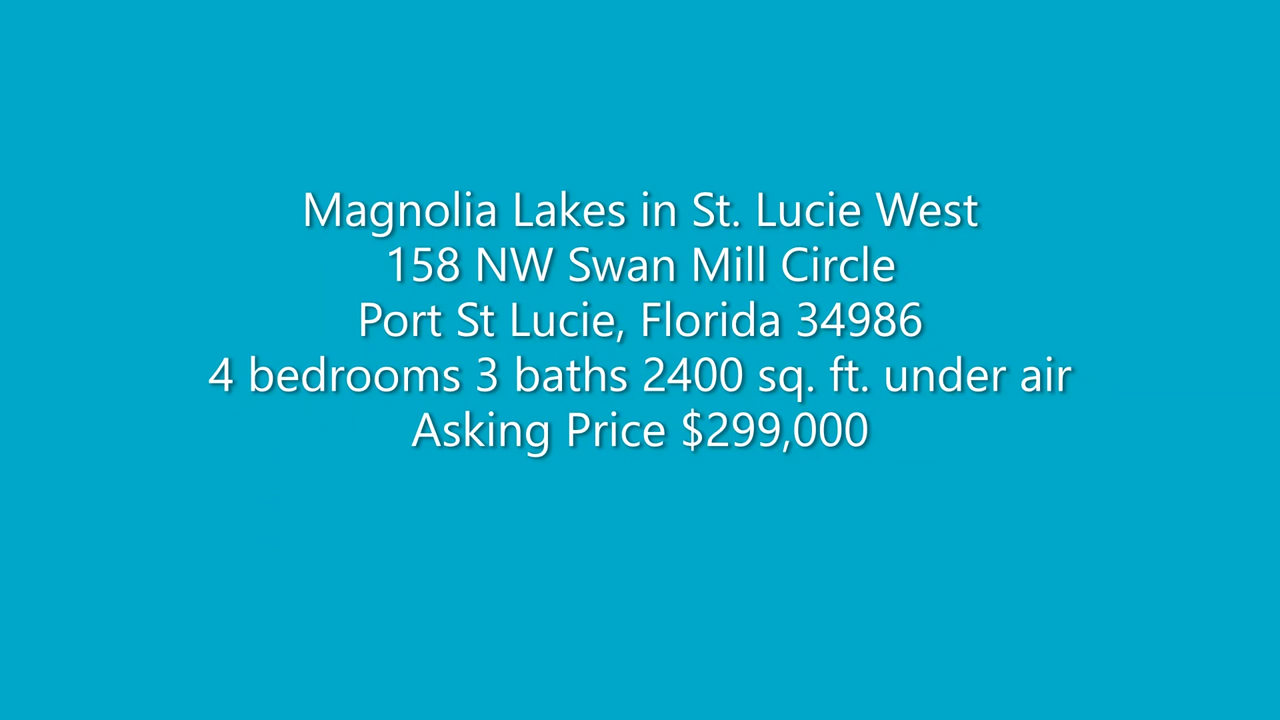 Magnolia Lakes in St. Lucie West
158 NW Swan Mill Circle
Port St Lucie, Florida 34986
4 bedrooms 3 baths 2400 sq. ft. under air
Asking Price $299,000